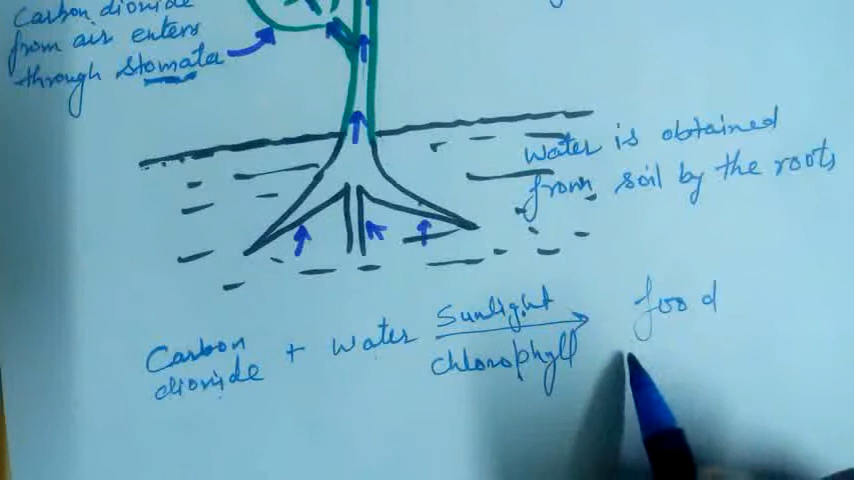 Carbon dioxide
from air enters
through stomata
Water is obtained
from soil by the roots
Carbon
dioxide + water Sunlight
chlorophyll food